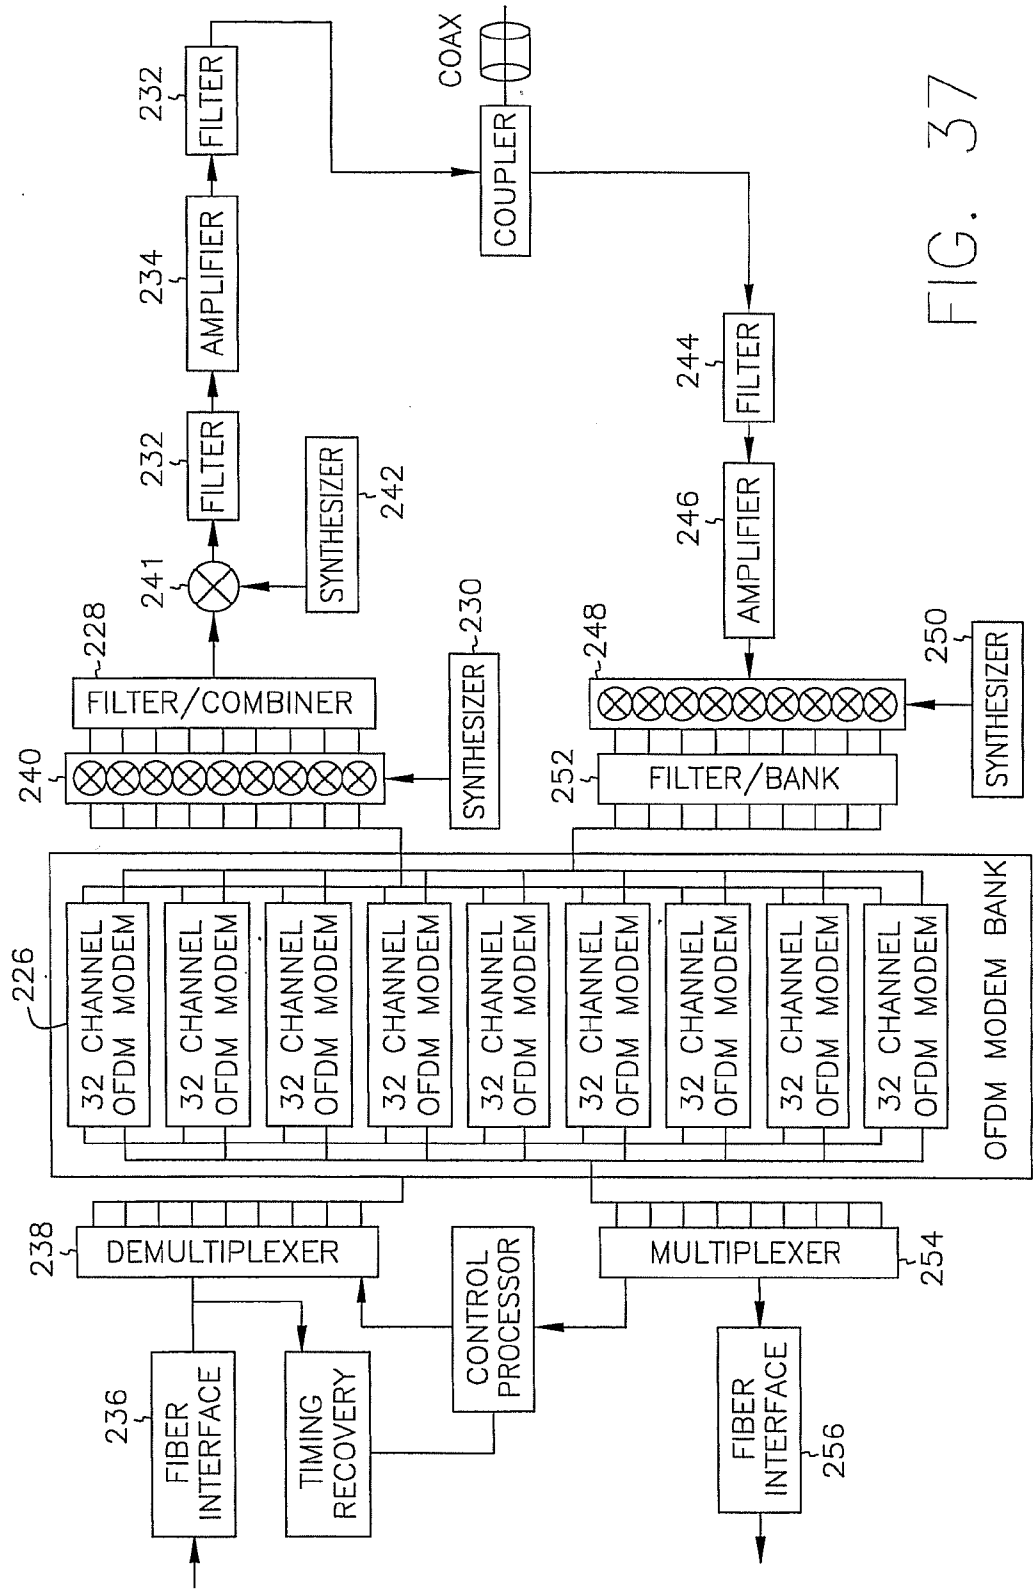 236
FIBER
INTERFACE
TIMING
RECOVERY
238
DEMULTIPLEXER
CONTROL
PROCESSOR
MULTIPLEXER
254
FIBER
INTERFACE
256
226
32 CHANNEL
OFDM MODEM
32 CHANNEL
OFDM MODEM
32 CHANNEL
OFDM MODEM
32 CHANNEL
OFDM MODEM
32 CHANNEL
OFDM MODEM
32 CHANNEL
OFDM MODEM
32 CHANNEL
OFDM MODEM
32 CHANNEL
OFDM MODEM
32 CHANNEL
OFDM MODEM
OFDM MODEM BANK
240
228
FILTER/COMBINER
SYNTHESIZER
230
241
SYNTHESIZER
242
232
FILTER
234
AMPLIFIER
232
FILTER
COAX
COUPLER
244
FILTER
246
AMPLIFIER
248
252
FILTER/BANK
250
SYNTHESIZER
FIG. 37